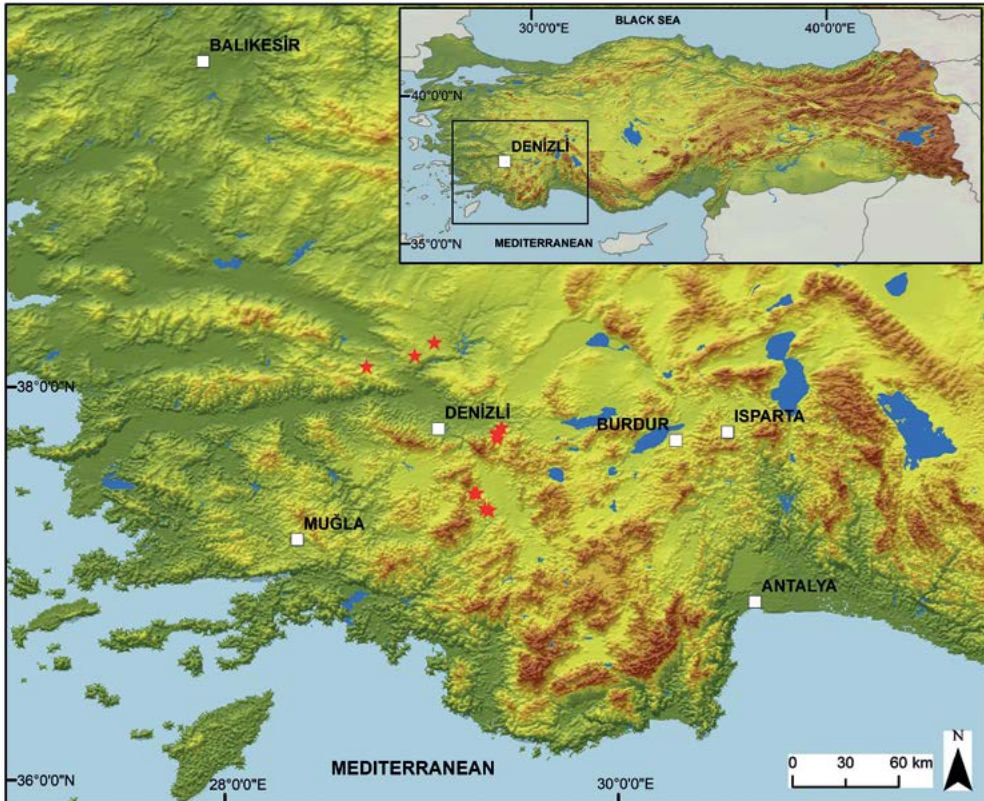 BALIKESİR
30°0'0"E
BLACK SEA
40°0'0"E
40°0'0"N
DENİZLİ
35°0'0"N
MEDITERRANEAN
38°0'0"N
DENİZLİ
BURDUR
ISPARTA
MUĞLA
ANTALYA
MEDITERRANEAN
N
0 30 60 km
36°0'0"N
28°0'0"E
30°0'0"E